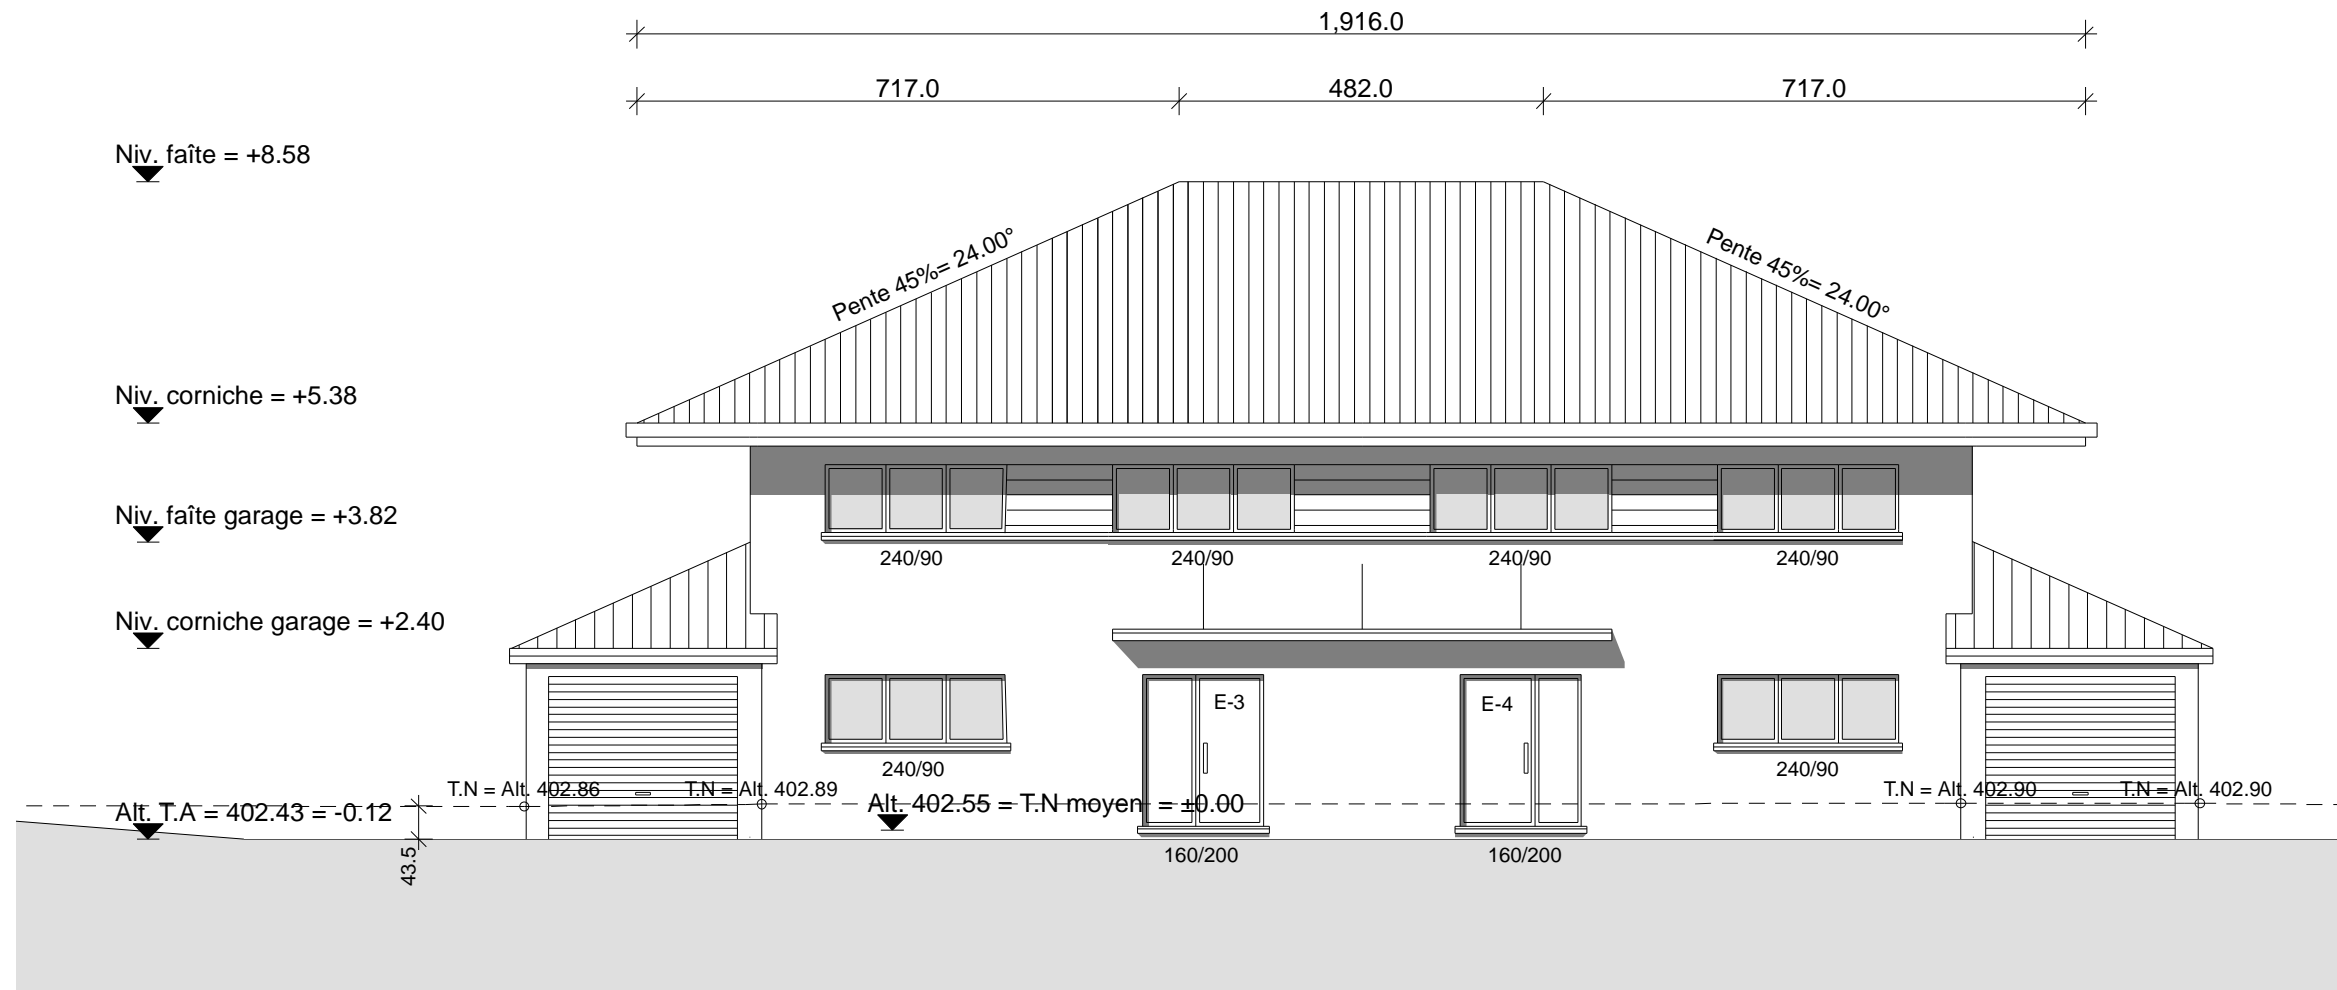 1,916.0
717.0
482.0
717.0
Niv. faîte = +8.58
Pente 45%= 24.00°
Pente 45%= 24.00°
Niv. corniche = +5.38
Niv. faîte garage = +3.82
240/90
240/90
240/90
240/90
Niv. corniche garage = +2.40
E-3
E-4
240/90
240/90
T.N = Alt. 402.86
T.N = Alt. 402.89
T.N = Alt. 402.90
T.N = Alt. 402.90
Alt. T.A = 402.43 = -0.12
Alt. 402.55 = T.N moyen = ±0.00
43.5
160/200
160/200